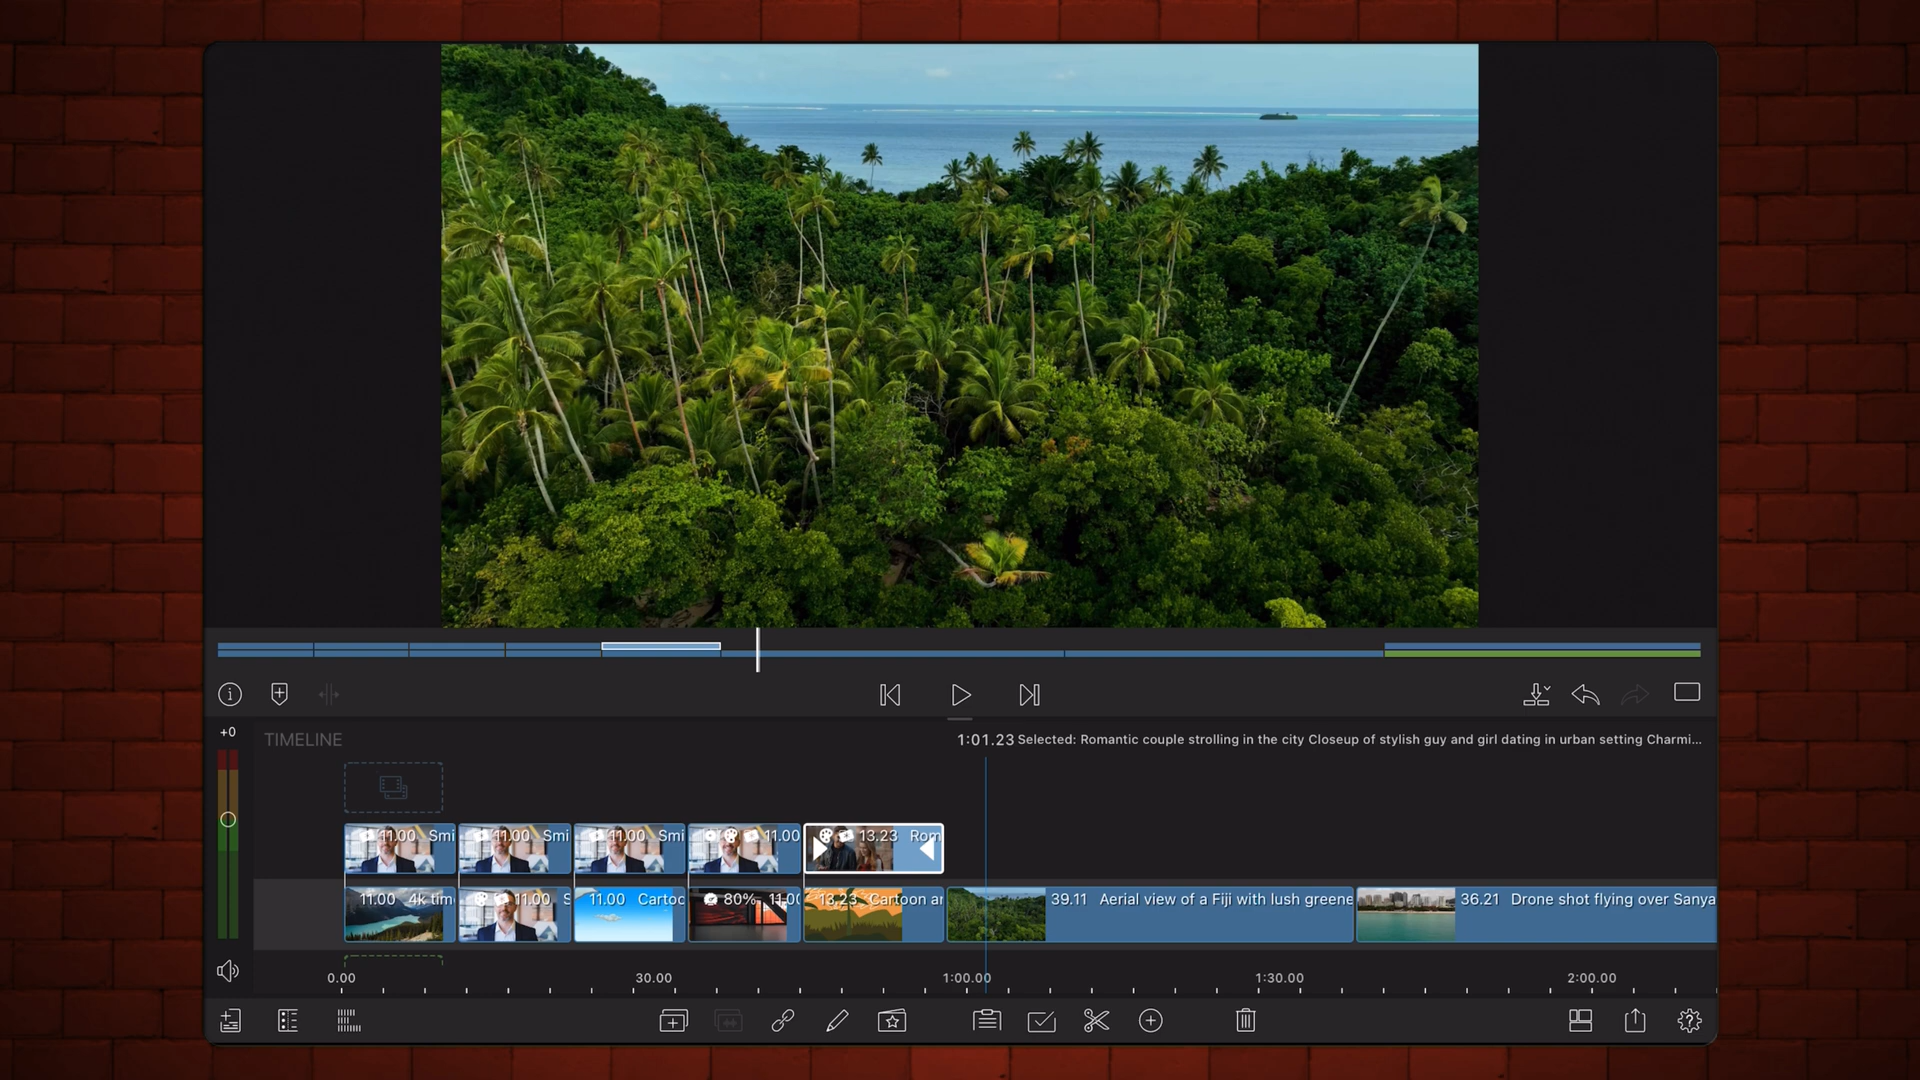 +0
TIMELINE
1:01.23 Selected: Romantic couple strolling in the city Closeup of stylish guy and girl dating in urban setting Charmi...
11.00 Smi
11.00 Smi
11.00 Smi
11.00
13.23 Rom
11.00 4k tim
11.00 S
11.00 Cartoc
80% 11:00
13.23 Cartoon ar
39.11 Aerial view of a Fiji with lush greene
36.21 Drone shot flying over Sanya
0.00 30.00 1:00.00 1:30.00 2:00.00